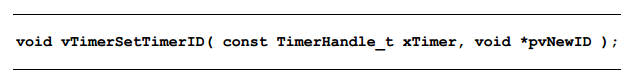 void vTimerSetTimerID( const TimerHandle_t xTimer, void *pvNewID );